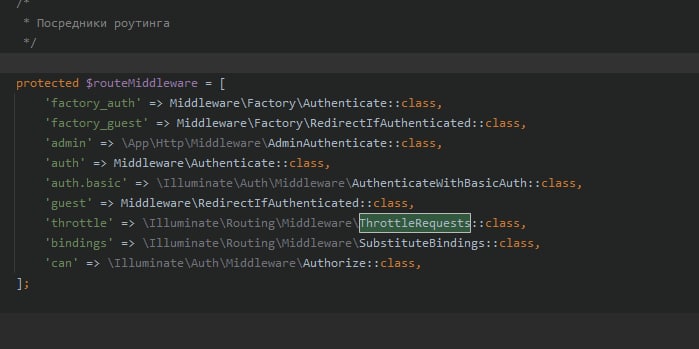 /*
* Посредники роутинга
*/
protected $routeMiddleware = [
'factory_auth' => Middleware\Factory\Authenticate::class,
'factory_guest' => Middleware\Factory\RedirectIfAuthenticated::class,
'admin' => \App\Http\Middleware\AdminAuthenticate::class,
'auth' => Middleware\Authenticate::class,
'auth.basic' => \Illuminate\Auth\Middleware\AuthenticateWithBasicAuth::class,
'guest' => Middleware\RedirectIfAuthenticated::class,
'throttle' => \Illuminate\Routing\Middleware\ThrottleRequests::class,
'bindings' => \Illuminate\Routing\Middleware\SubstituteBindings::class,
'can' => \Illuminate\Auth\Middleware\Authorize::class,
];